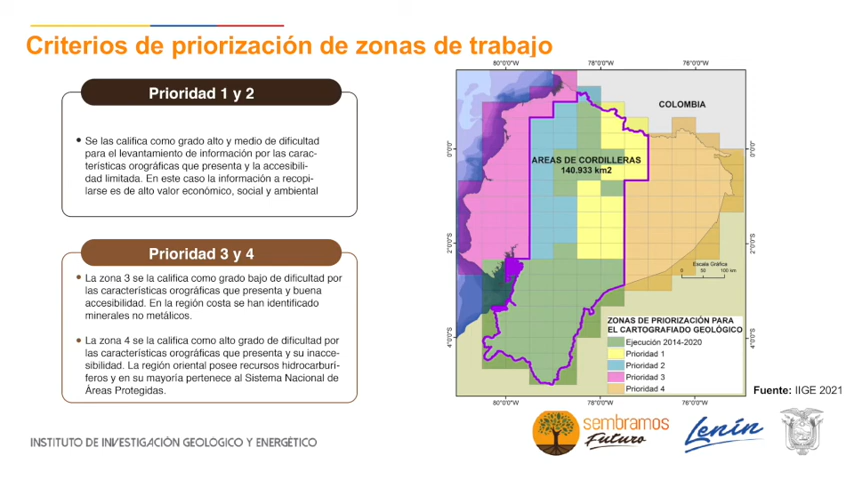 Criterios de priorización de zonas de trabajo
Prioridad 1 y 2
• Se las califica como grado alto y medio de dificultad
para el levantamiento de información por las carac-
terísticas orográficas que presenta y la accesibili-
dad limitada. En este caso la información a recopi-
larse es de alto valor económico, social y ambiental
Prioridad 3 y 4
• La zona 3 se la califica como grado bajo de dificultad por
las características orográficas que presenta y buena
accesibilidad. En la región costa se han identificado
minerales no metálicos.
• La zona 4 se la califica como alto grado de dificultad por
las características orográficas que presenta y su inacce-
sibilidad. La región oriental posee recursos hidrocarburí-
feros y en su mayoría pertenece al Sistema Nacional de
Áreas Protegidas.
80°0'0"W 78°0'0"W 76°0'0"W
COLOMBIA
0°0'0" 0°0'0"
AREAS DE CORDILLERAS
140.933 km2
2°0'0"S 2°0'0"S
Escala Gráfica
0 50 100 km
ZONAS DE PRIORIZACIÓN PARA
EL CARTOGRAFIADO GEOLÓGICO
Ejecución 2014-2020
Prioridad 1
Prioridad 2
Prioridad 3
Prioridad 4
4°0'0"S 4°0'0"S
80°0'0"W 78°0'0"W 76°0'0"W
Fuente: IIGE 2021
INSTITUTO DE INVESTIGACIÓN GEOLÓGICO Y ENERGÉTICO
sembramos
Futuro
Lenín